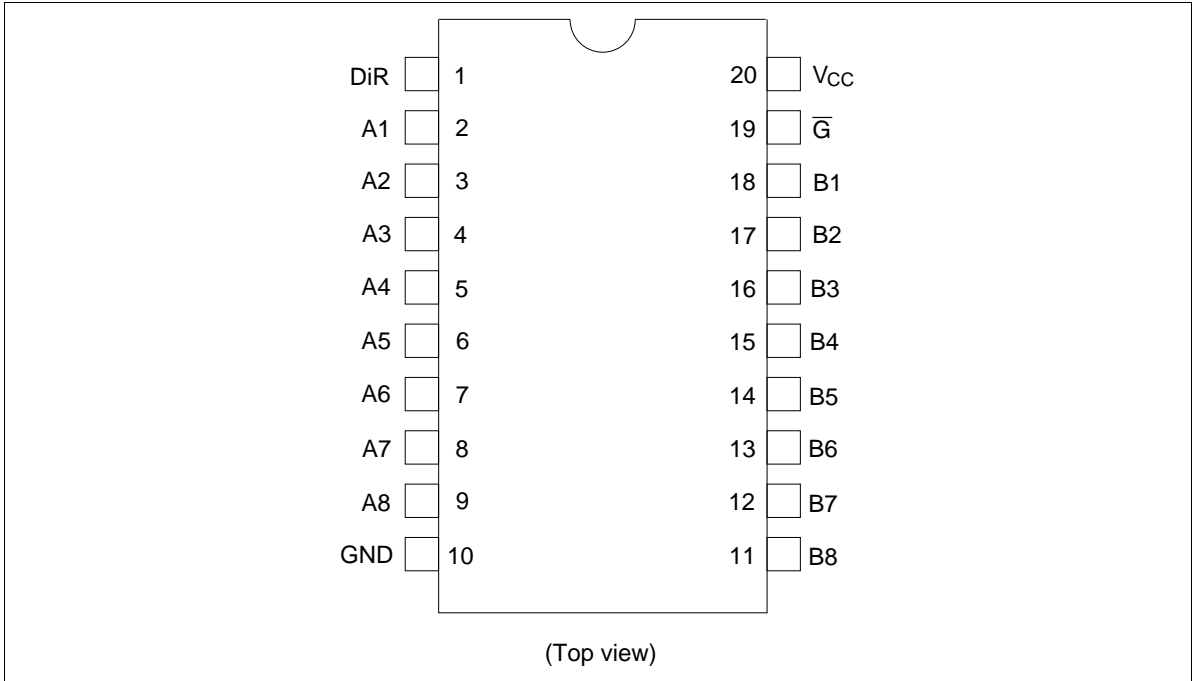 DiR 1 20 VCC
A1 2 19 G̅
A2 3 18 B1
A3 4 17 B2
A4 5 16 B3
A5 6 15 B4
A6 7 14 B5
A7 8 13 B6
A8 9 12 B7
GND 10 11 B8
(Top view)